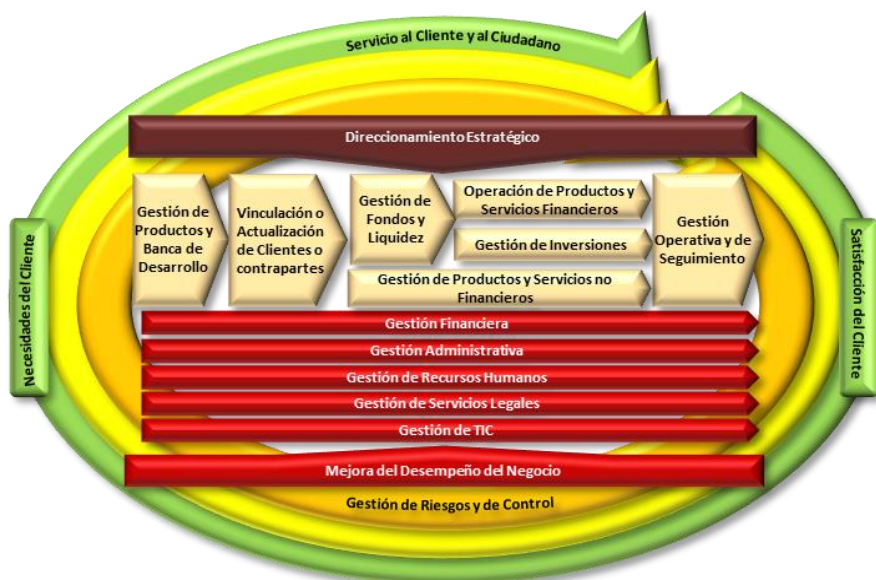 Servicio al Cliente y al Ciudadano
Direccionamiento Estratégico
Necesidades del Cliente
Gestión de
Productos y
Banca de
Desarrollo
Vinculación o
Actualización
de Clientes o
contrapartes
Gestión de
Fondos y
Liquidez
Operación de Productos y
Servicios Financieros
Gestión de Inversiones
Gestión de Productos y Servicios no
Financieros
Gestión
Operativa y de
Seguimiento
Satisfacción del Cliente
Gestión Financiera
Gestión Administrativa
Gestión de Recursos Humanos
Gestión de Servicios Legales
Gestión de TIC
Mejora del Desempeño del Negocio
Gestión de Riesgos y de Control